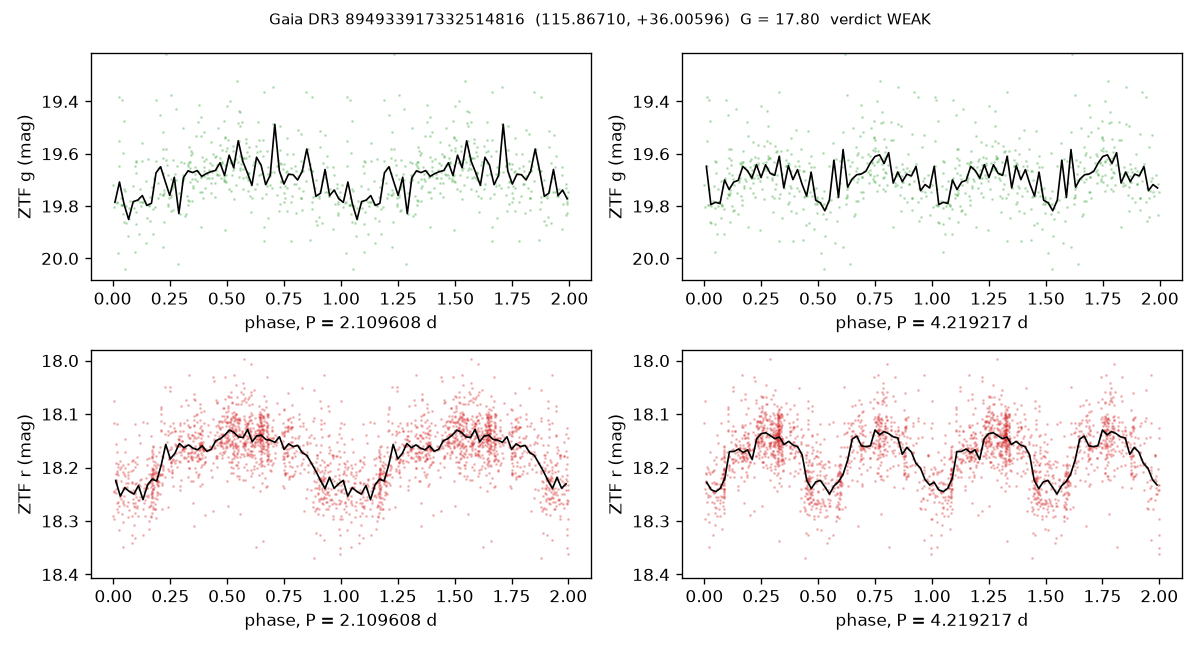 Gaia DR3 894933917332514816  (115.86710, +36.00596)  G = 17.80  verdict WEAK
ZTF g (mag)
19.4
19.6
19.8
20.0
0.00 0.25 0.50 0.75 1.00 1.25 1.50 1.75 2.00
phase, P = 2.109608 d
ZTF g (mag)
19.4
19.6
19.8
20.0
0.00 0.25 0.50 0.75 1.00 1.25 1.50 1.75 2.00
phase, P = 4.219217 d
ZTF r (mag)
18.0
18.1
18.2
18.3
18.4
0.00 0.25 0.50 0.75 1.00 1.25 1.50 1.75 2.00
phase, P = 2.109608 d
ZTF r (mag)
18.0
18.1
18.2
18.3
18.4
0.00 0.25 0.50 0.75 1.00 1.25 1.50 1.75 2.00
phase, P = 4.219217 d